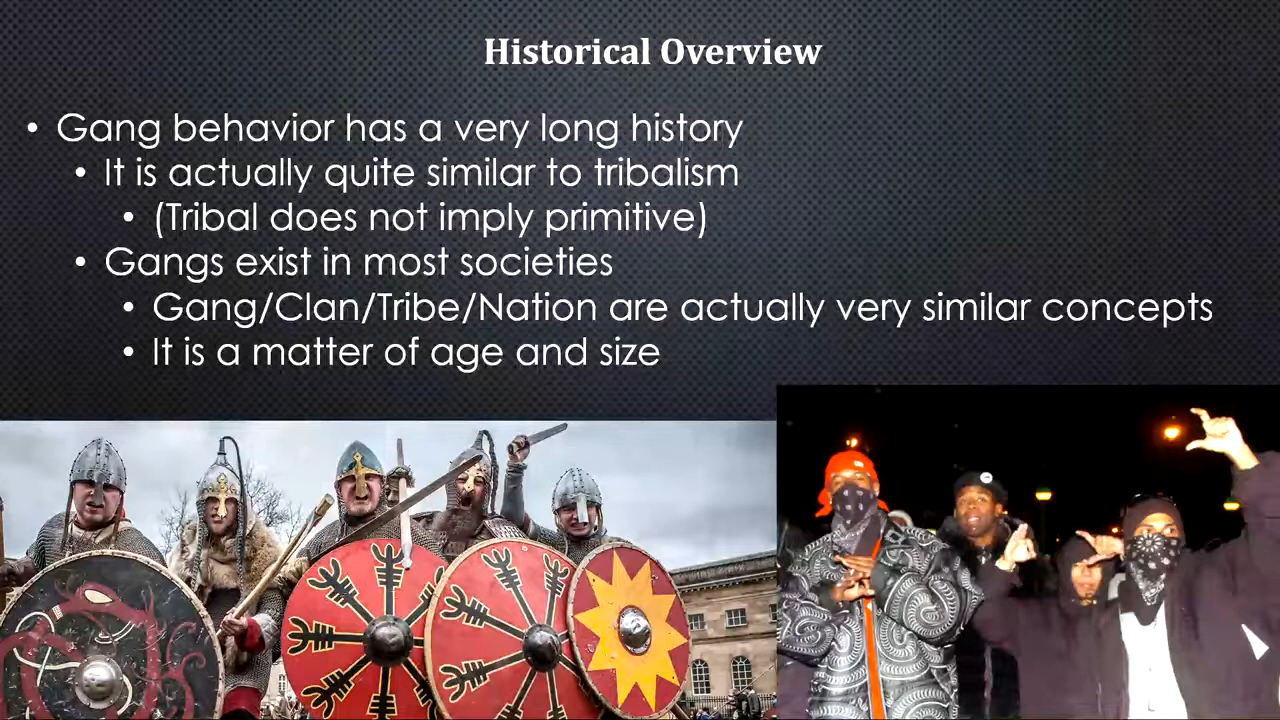 Historical Overview
• Gang behavior has a very long history
• It is actually quite similar to tribalism
• (Tribal does not imply primitive)
• Gangs exist in most societies
• Gang/Clan/Tribe/Nation are actually very similar concepts
• It is a matter of age and size